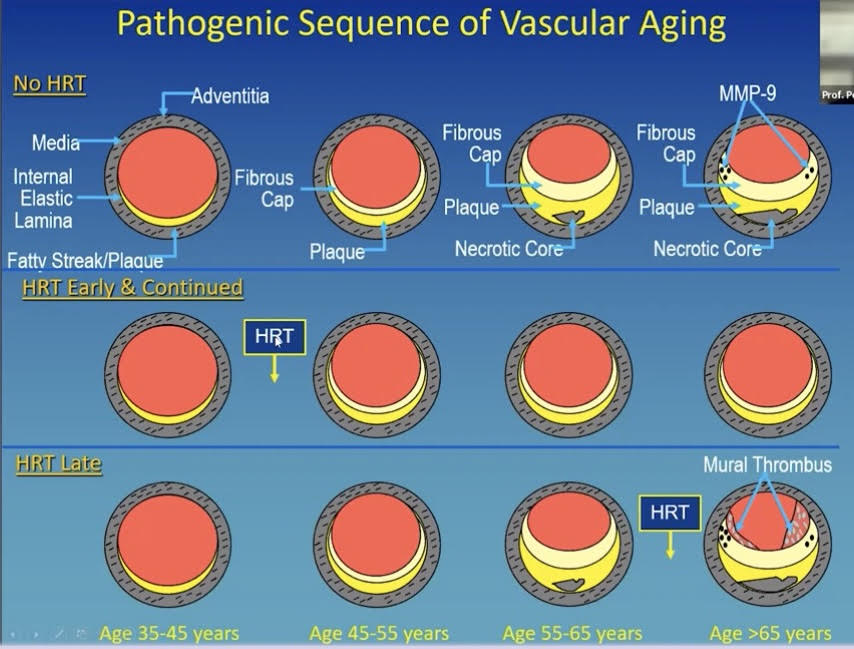 Pathogenic Sequence of Vascular Aging
No HRT
Adventitia
Media
Internal
Elastic
Lamina
Fatty Streak/Plaque
Fibrous
Cap
Plaque
Fibrous
Cap
Plaque
Necrotic Core
MMP-9
Fibrous
Cap
Plaque
Necrotic Core
Prof.
HRT Early & Continued
HRT
HRT Late
HRT
Mural Thrombus
Age 35-45 years
Age 45-55 years
Age 55-65 years
Age >65 years